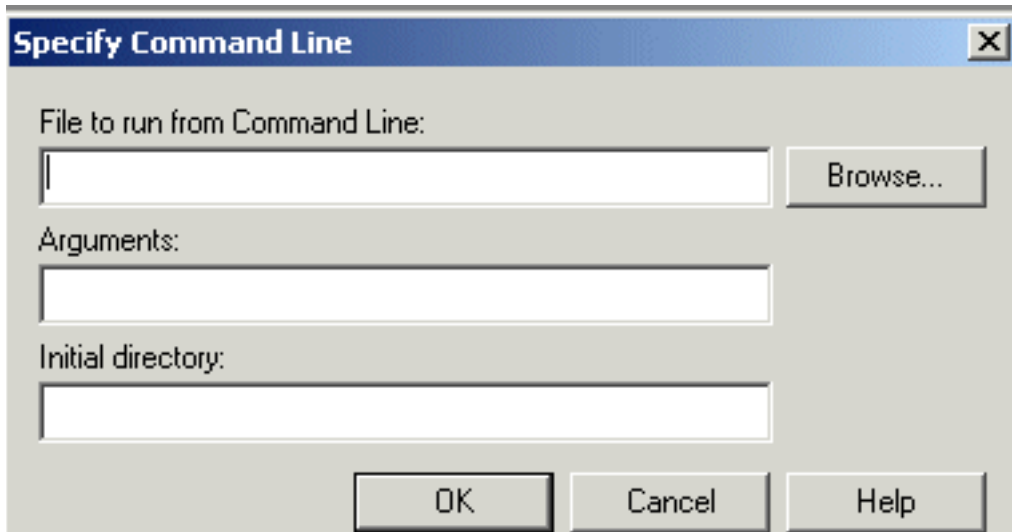 Specify Command Line
File to run from Command Line:
Browse...
Arguments:
Initial directory:
OK Cancel Help